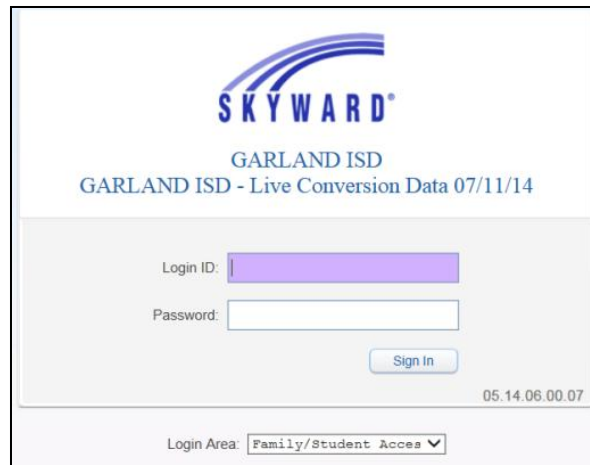 SKYWARD®
GARLAND ISD
GARLAND ISD - Live Conversion Data 07/11/14
Login ID:
Password:
Sign In
05.14.06.00.07
Login Area: Family/Student Acces